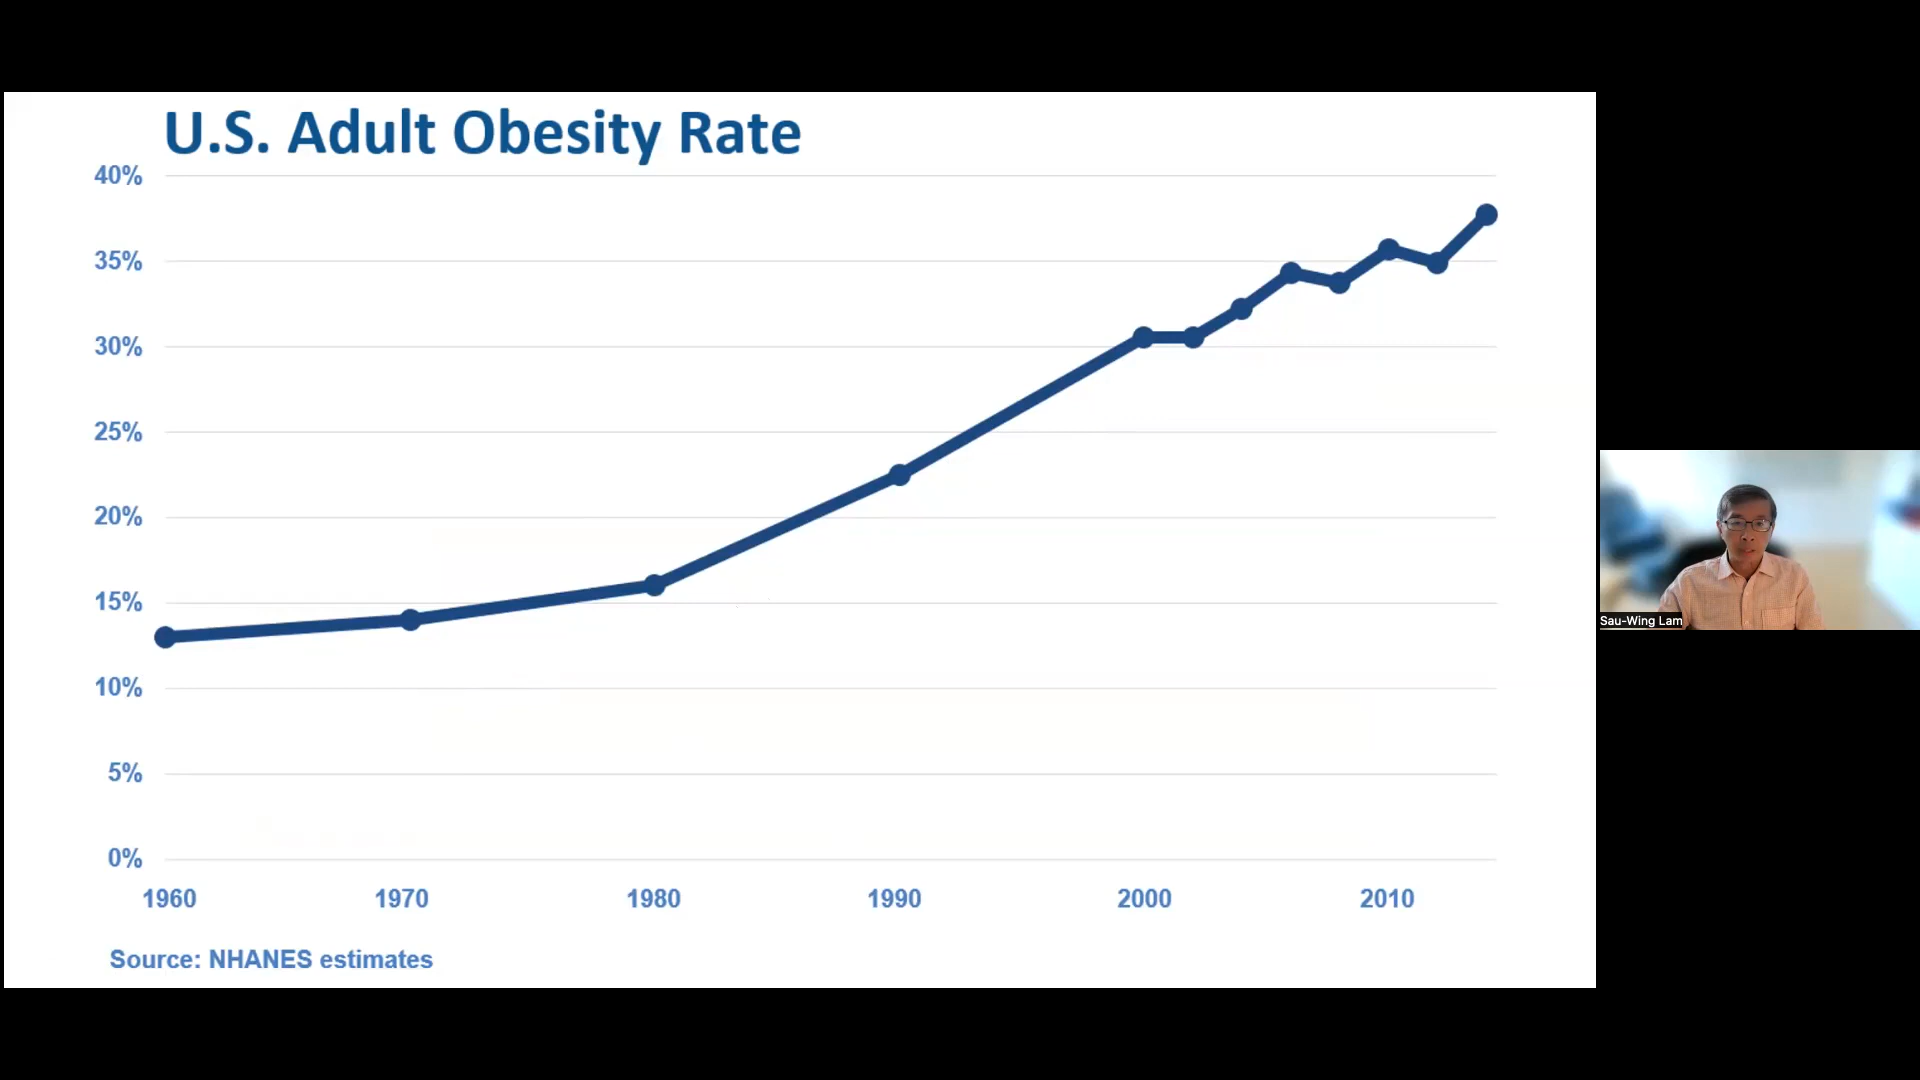 U.S. Adult Obesity Rate
40%
35%
30%
25%
20%
15%
10%
5%
0%
1960 1970 1980 1990 2000 2010
Source: NHANES estimates
Sau-Wing Lam